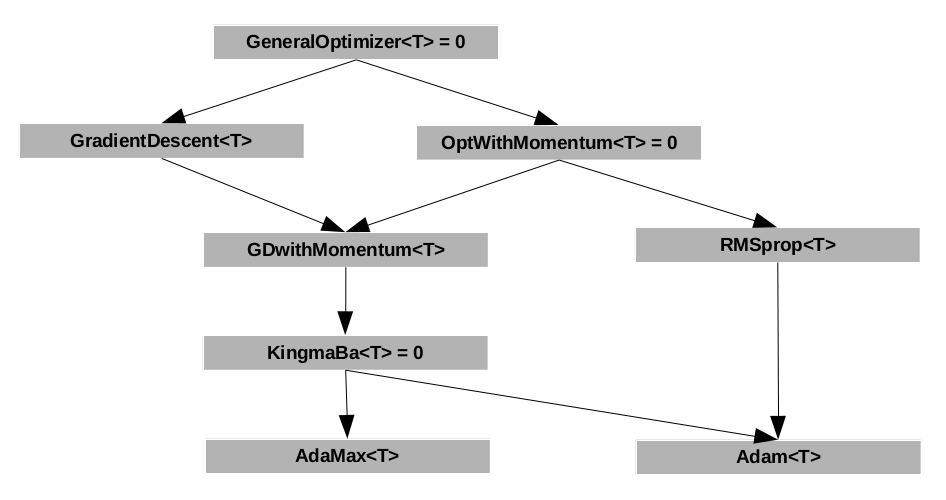 GeneralOptimizer<T> = 0
GradientDescent<T>
OptWithMomentum<T> = 0
GDwithMomentum<T>
RMSprop<T>
KingmaBa<T> = 0
AdaMax<T>
Adam<T>